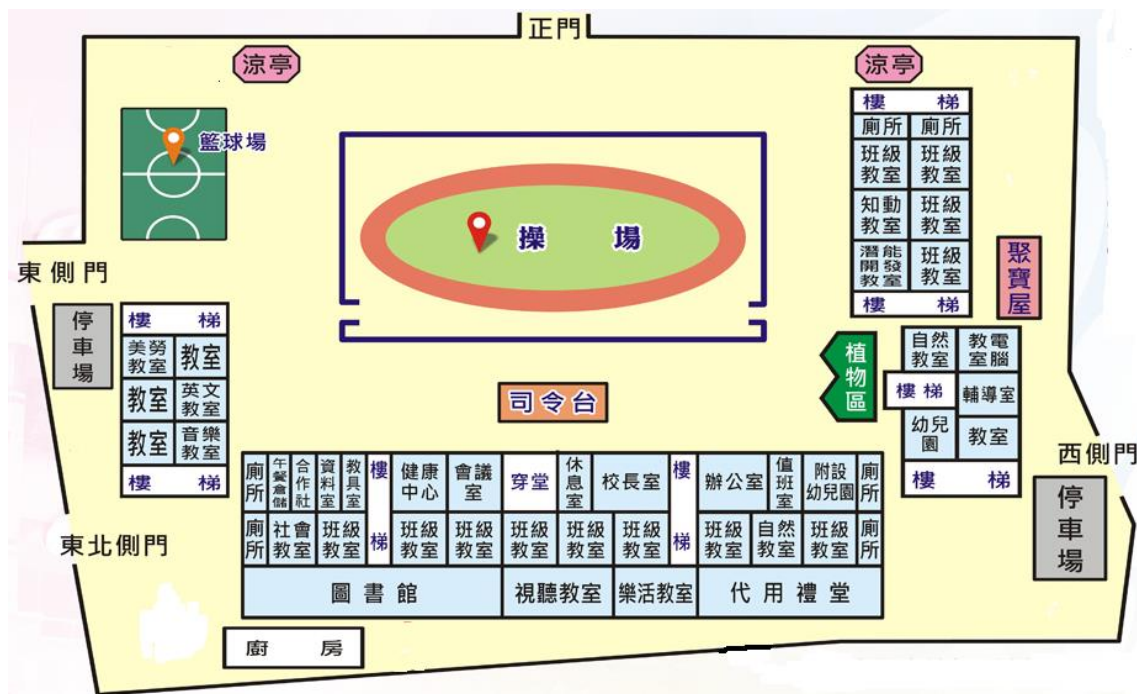 正門
涼亭
涼亭
籃球場
操場
樓梯
廁所 廁所
班級教室 班級教室
知動教室 班級教室
潛能開發教室 班級教室
樓梯
聚寶屋
東側門
停車場
樓梯
美勞教室 教室
教室 英文教室
教室 音樂教室
樓梯
植物區
自然教室 電腦教室
樓梯 輔導室
幼兒園 教室
樓梯
司令台
西側門
停車場
東北側門
廁所 午餐倉儲 合作社 資料室 教具室 樓梯 健康中心 會議室 穿堂 休息室 校長室 樓梯 辦公室 值班室 附設幼兒園 廁所
廁所 社會教室 班級教室 班級教室 班級教室 班級教室 班級教室 班級教室 班級教室 自然教室 班級教室 廁所
圖書館 視聽教室 樂活教室 代用禮堂
廚房